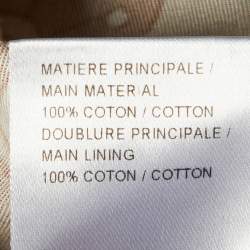 MATIERE PRINCIPALE /
MAIN MATERIAL
100% COTON / COTTON
DOUBLURE PRINCIPALE /
MAIN LINING
100% COTON / COTTON